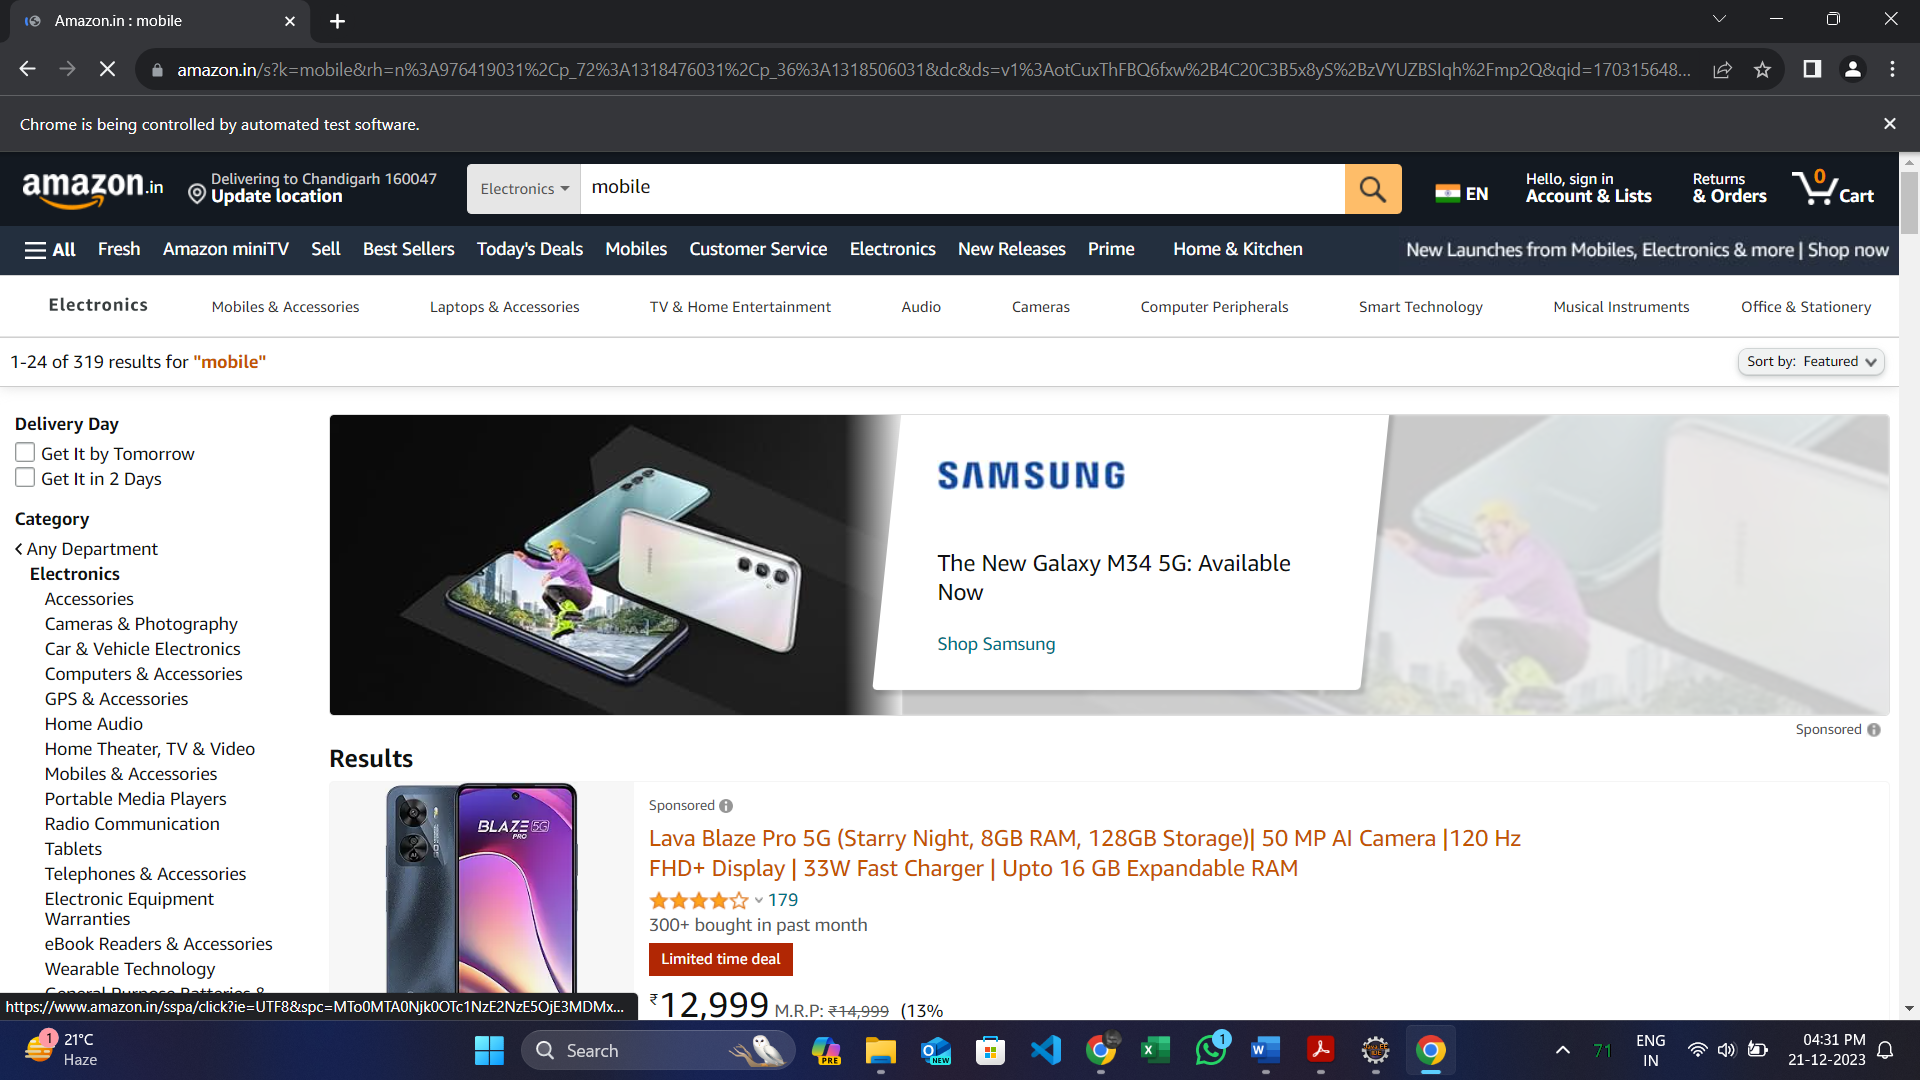 Amazon.in : mobile
amazon.in/s?k=mobile&rh=n%3A976419031%2Cp_72%3A1318476031%2Cp_36%3A1318506031&dc&ds=v1%3AotCuxThFBQ6fxw%2B4C20C3B5x8yS%2BzVYUZBSIqh%2Fmp2Q&qid=170315648...
Chrome is being controlled by automated test software.
amazon.in
Delivering to Chandigarh 160047
Update location
Electronics
mobile
EN
Hello, sign in
Account & Lists
Returns
& Orders
0
Cart
All Fresh Amazon miniTV Sell Best Sellers Today's Deals Mobiles Customer Service Electronics New Releases Prime Home & Kitchen
New Launches from Mobiles, Electronics & more | Shop now
Electronics Mobiles & Accessories Laptops & Accessories TV & Home Entertainment Audio Cameras Computer Peripherals Smart Technology Musical Instruments Office & Stationery
1-24 of 319 results for "mobile"
Sort by: Featured
Delivery Day
Get It by Tomorrow
Get It in 2 Days
Category
Any Department
Electronics
Accessories
Cameras & Photography
Car & Vehicle Electronics
Computers & Accessories
GPS & Accessories
Home Audio
Home Theater, TV & Video
Mobiles & Accessories
Portable Media Players
Radio Communication
Tablets
Telephones & Accessories
Electronic Equipment
Warranties
eBook Readers & Accessories
Wearable Technology
General Purpose Batteries &
SAMSUNG
The New Galaxy M34 5G: Available
Now
Shop Samsung
Sponsored
Results
BLAZE 5G
PRO
Sponsored
Lava Blaze Pro 5G (Starry Night, 8GB RAM, 128GB Storage)| 50 MP AI Camera |120 Hz
FHD+ Display | 33W Fast Charger | Upto 16 GB Expandable RAM
179
300+ bought in past month
Limited time deal
₹12,999 M.R.P: ₹14,999 (13%
https://www.amazon.in/sspa/click?ie=UTF8&spc=MTo0MTA0Njk0OTc1NzE2NzE5OjE3MDMx...
1
21°C
Haze
Search
PRE
NEW
1
71
ENG
IN
04:31 PM
21-12-2023